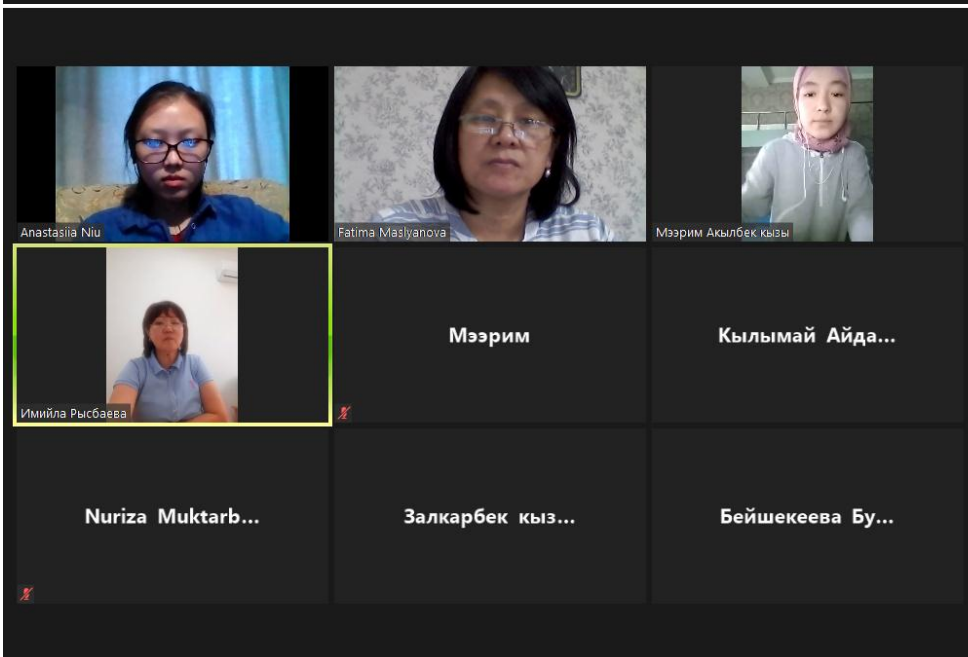 Anastasiia Niu
Fatima Maslyanova
Мээрим Акылбек кызы
Имийла Рысбаева
Мээрим
Кылымай Айда...
Nuriza Muktarb...
Залкарбек кыз...
Бейшекеева Бу...